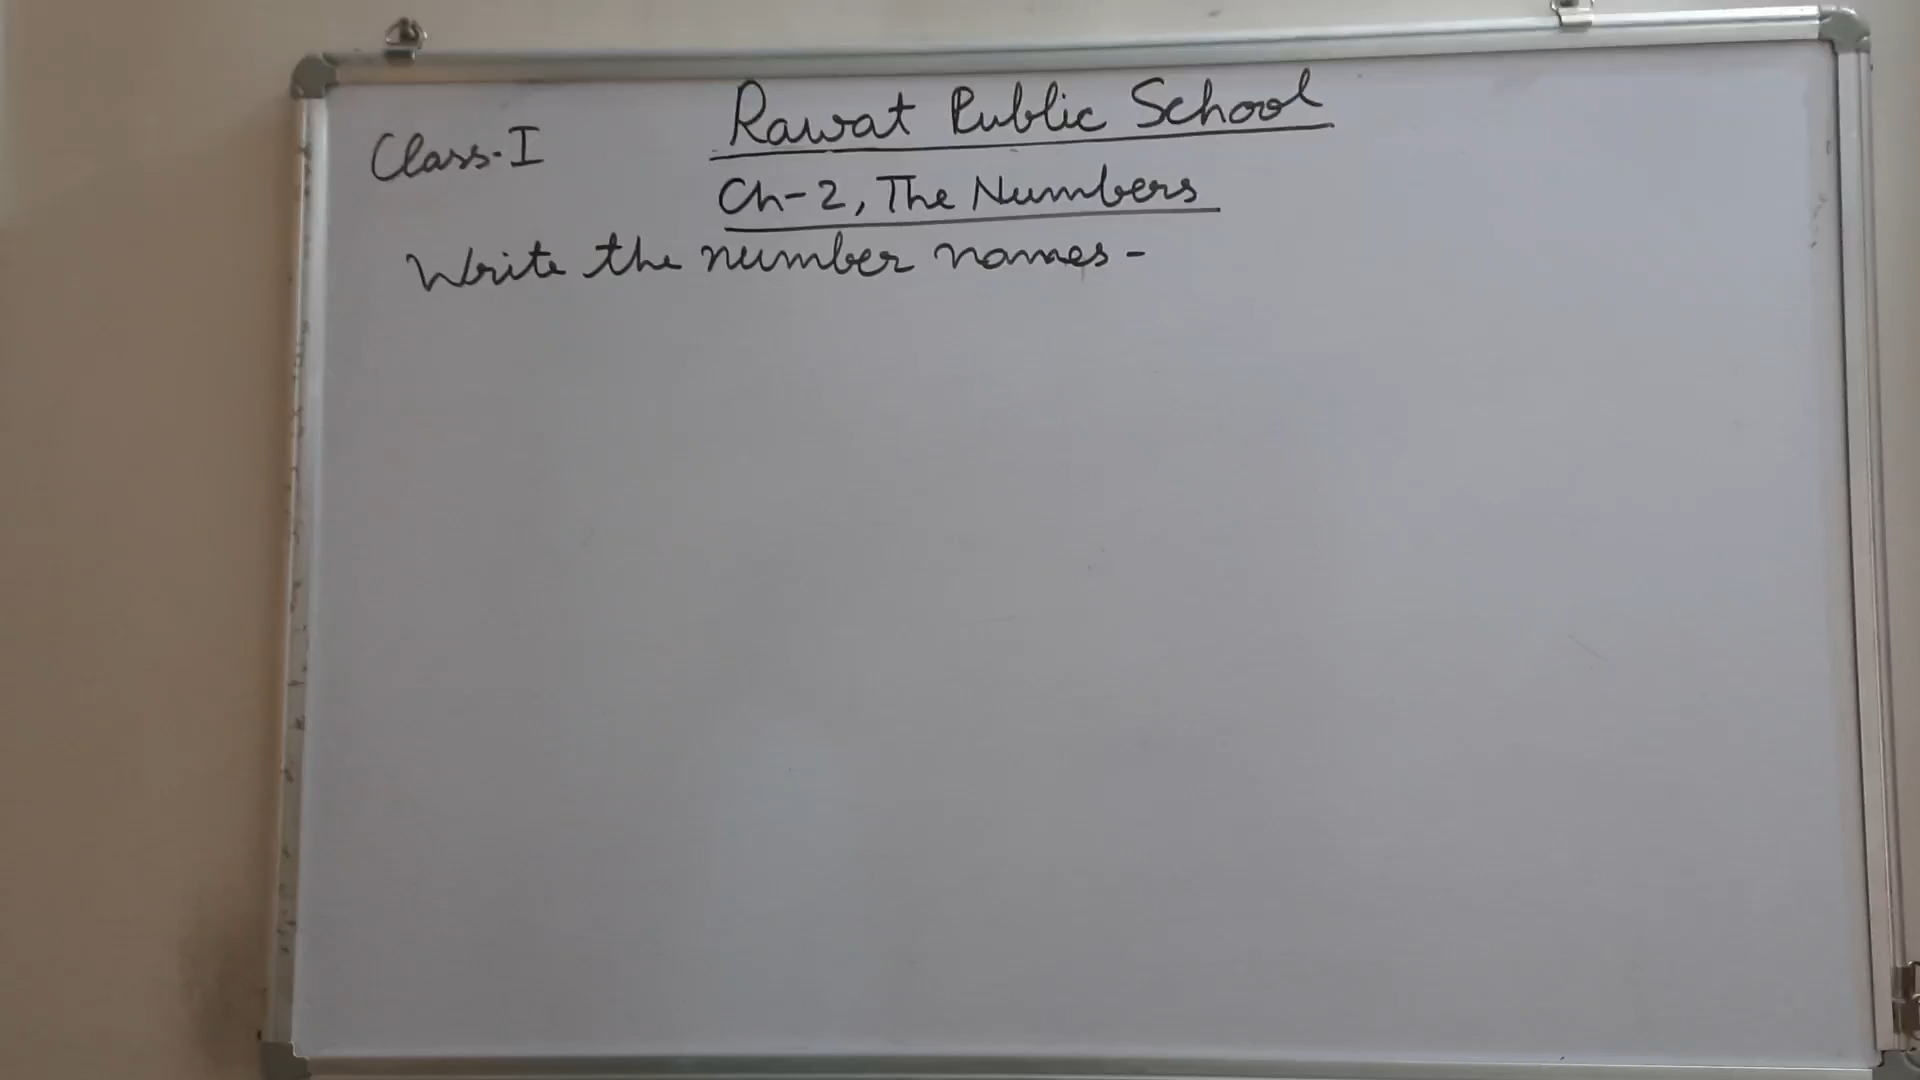 Rawat Public School
Class-I
Ch-2, The Numbers
Write the number names-